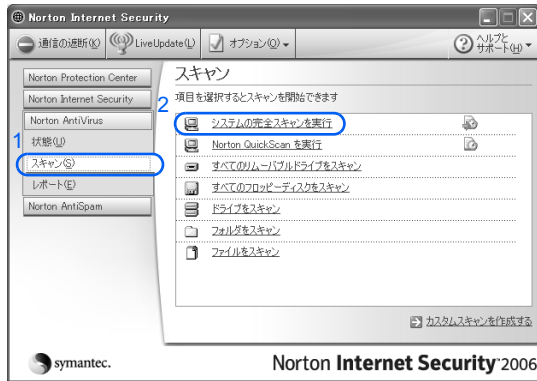 Norton Internet Security
通信の遮断(K)
LiveUpdate(L)
オプション(O)
ヘルプと
サポート(H)
Norton Protection Center
Norton Internet Security
Norton AntiVirus
1
状態(U)
スキャン(S)
レポート(E)
Norton AntiSpam
スキャン
項目を選択するとスキャンを開始できます
2
システムの完全スキャンを実行
Norton QuickScan を実行
すべてのリムーバブルドライブをスキャン
すべてのフロッピーディスクをスキャン
ドライブをスキャン
フォルダをスキャン
ファイルをスキャン
カスタムスキャンを作成する
symantec.
Norton Internet Security 2006